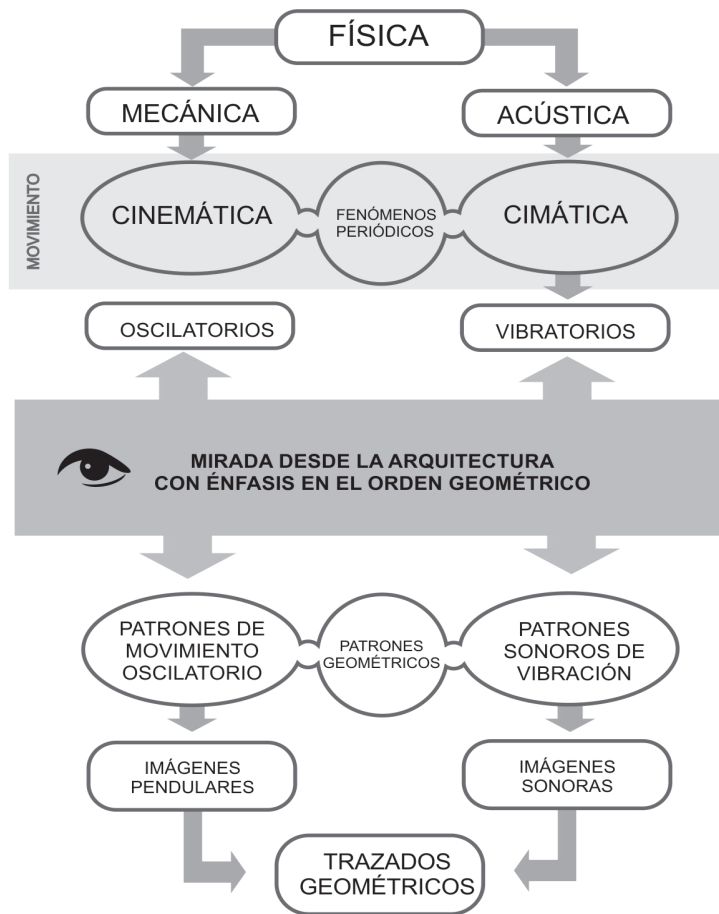 FÍSICA
MECÁNICA
ACÚSTICA
MOVIMIENTO
CINEMÁTICA
FENÓMENOS
PERIÓDICOS
CIMÁTICA
OSCILATORIOS
VIBRATORIOS
MIRADA DESDE LA ARQUITECTURA
CON ÉNFASIS EN EL ORDEN GEOMÉTRICO
PATRONES DE
MOVIMIENTO
OSCILATORIO
PATRONES
GEOMÉTRICOS
PATRONES
SONOROS DE
VIBRACIÓN
IMÁGENES
PENDULARES
IMÁGENES
SONORAS
TRAZADOS
GEOMÉTRICOS